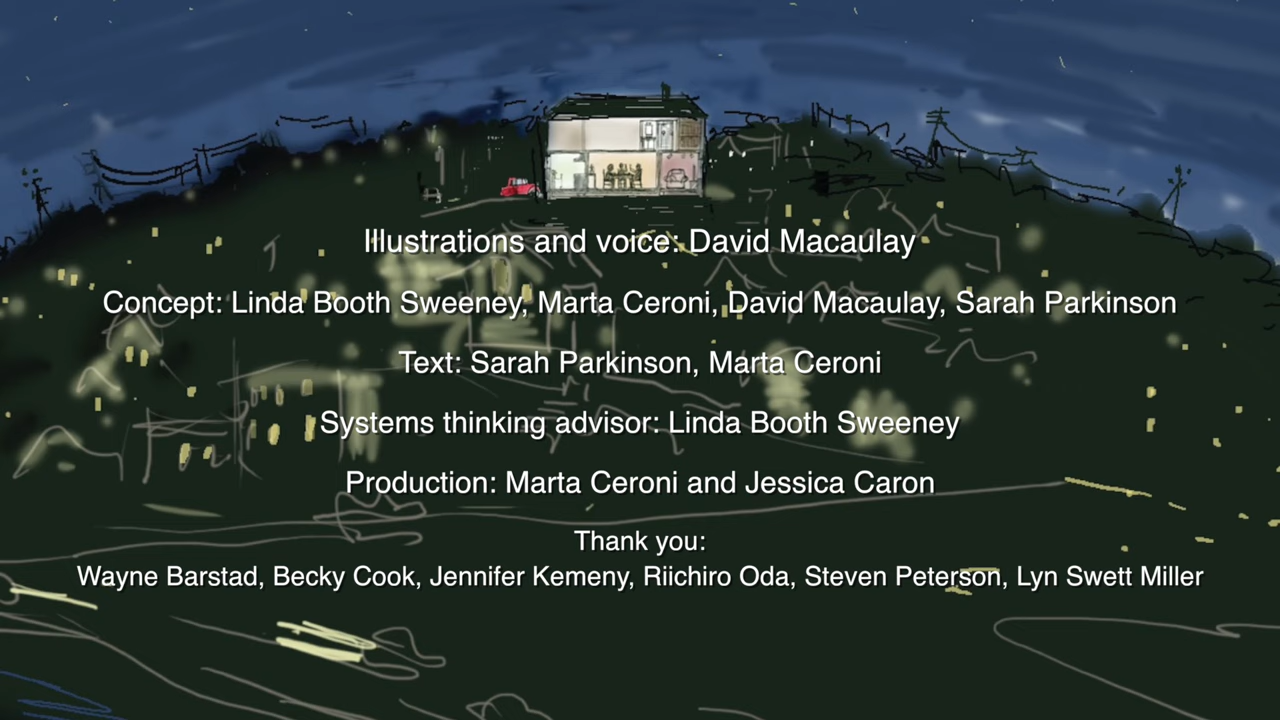 Illustrations and voice: David Macaulay
Concept: Linda Booth Sweeney, Marta Ceroni, David Macaulay, Sarah Parkinson
Text: Sarah Parkinson, Marta Ceroni
Systems thinking advisor: Linda Booth Sweeney
Production: Marta Ceroni and Jessica Caron
Thank you:
Wayne Barstad, Becky Cook, Jennifer Kemeny, Riichiro Oda, Steven Peterson, Lyn Swett Miller